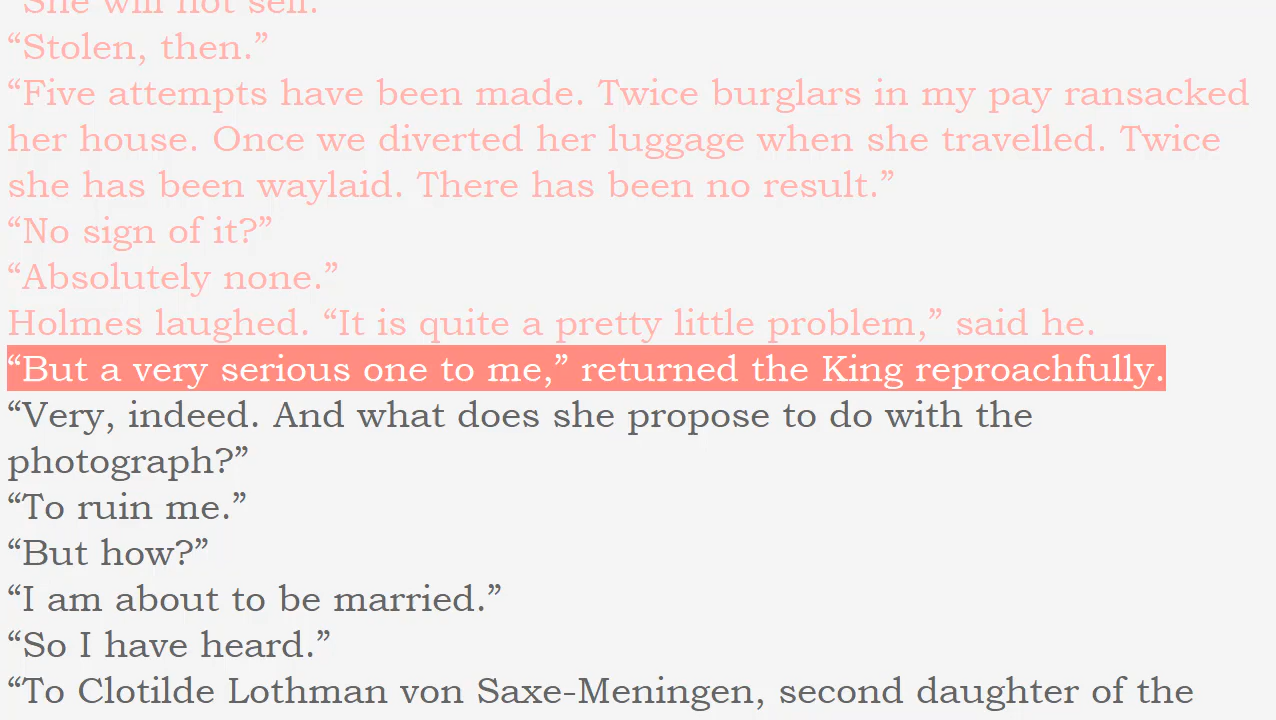 “She will not sell.”
“Stolen, then.”
“Five attempts have been made. Twice burglars in my pay ransacked
her house. Once we diverted her luggage when she travelled. Twice
she has been waylaid. There has been no result.”
“No sign of it?”
“Absolutely none.”
Holmes laughed. “It is quite a pretty little problem,” said he.
“But a very serious one to me,” returned the King reproachfully.
“Very, indeed. And what does she propose to do with the
photograph?”
“To ruin me.”
“But how?”
“I am about to be married.”
“So I have heard.”
“To Clotilde Lothman von Saxe-Meningen, second daughter of the